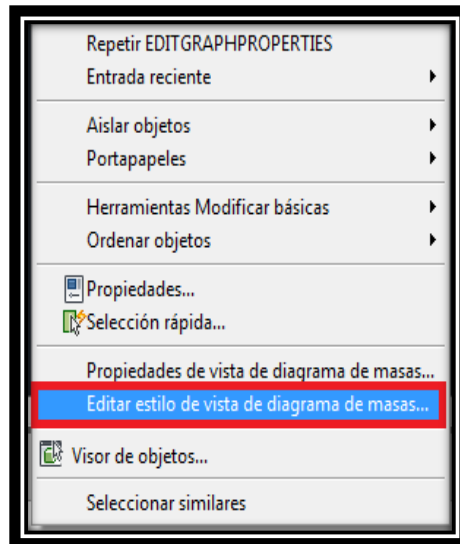 Repetir EDITGRAPHPROPERTIES
Entrada reciente
Aislar objetos
Portapapeles
Herramientas Modificar básicas
Ordenar objetos
Propiedades...
Selección rápida...
Propiedades de vista de diagrama de masas...
Editar estilo de vista de diagrama de masas...
Visor de objetos...
Seleccionar similares